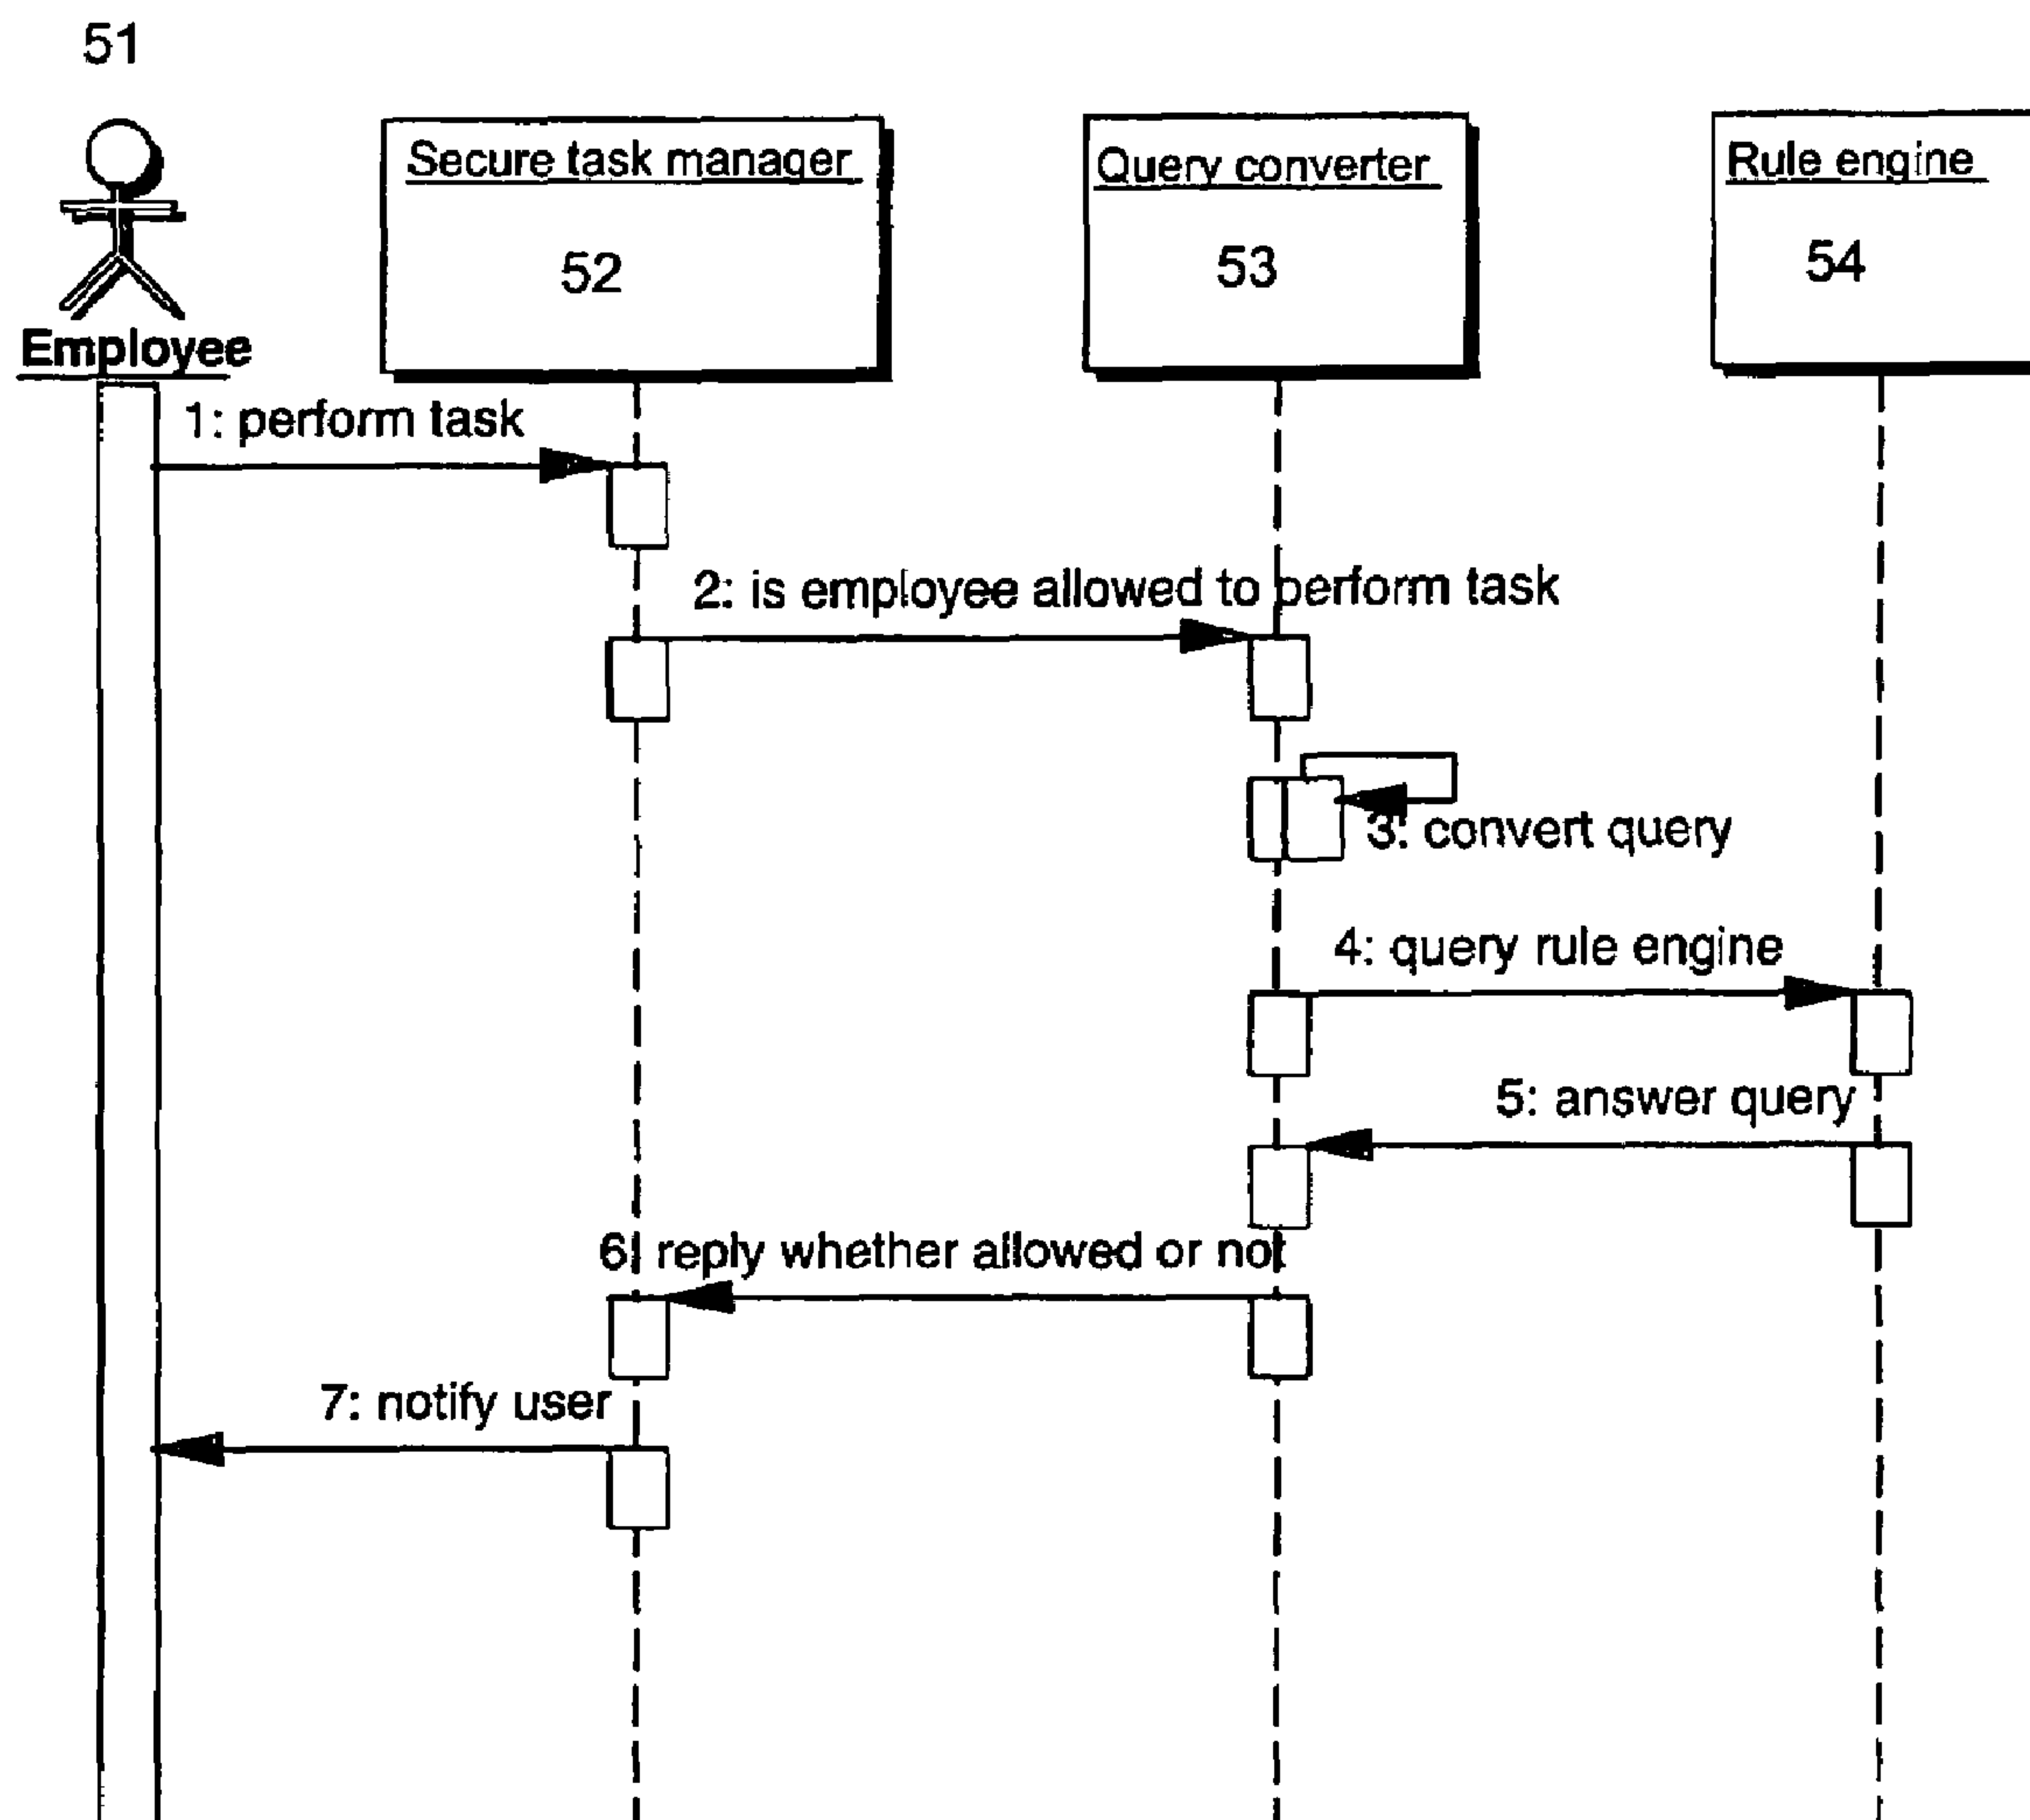 51
Secure task manager
52
Query converter
53
Rule engine
54
Employee
1: perform task
2: is employee allowed to perform task
3: convert query
4: query rule engine
5: answer query
6: reply whether allowed or not
7: notify user